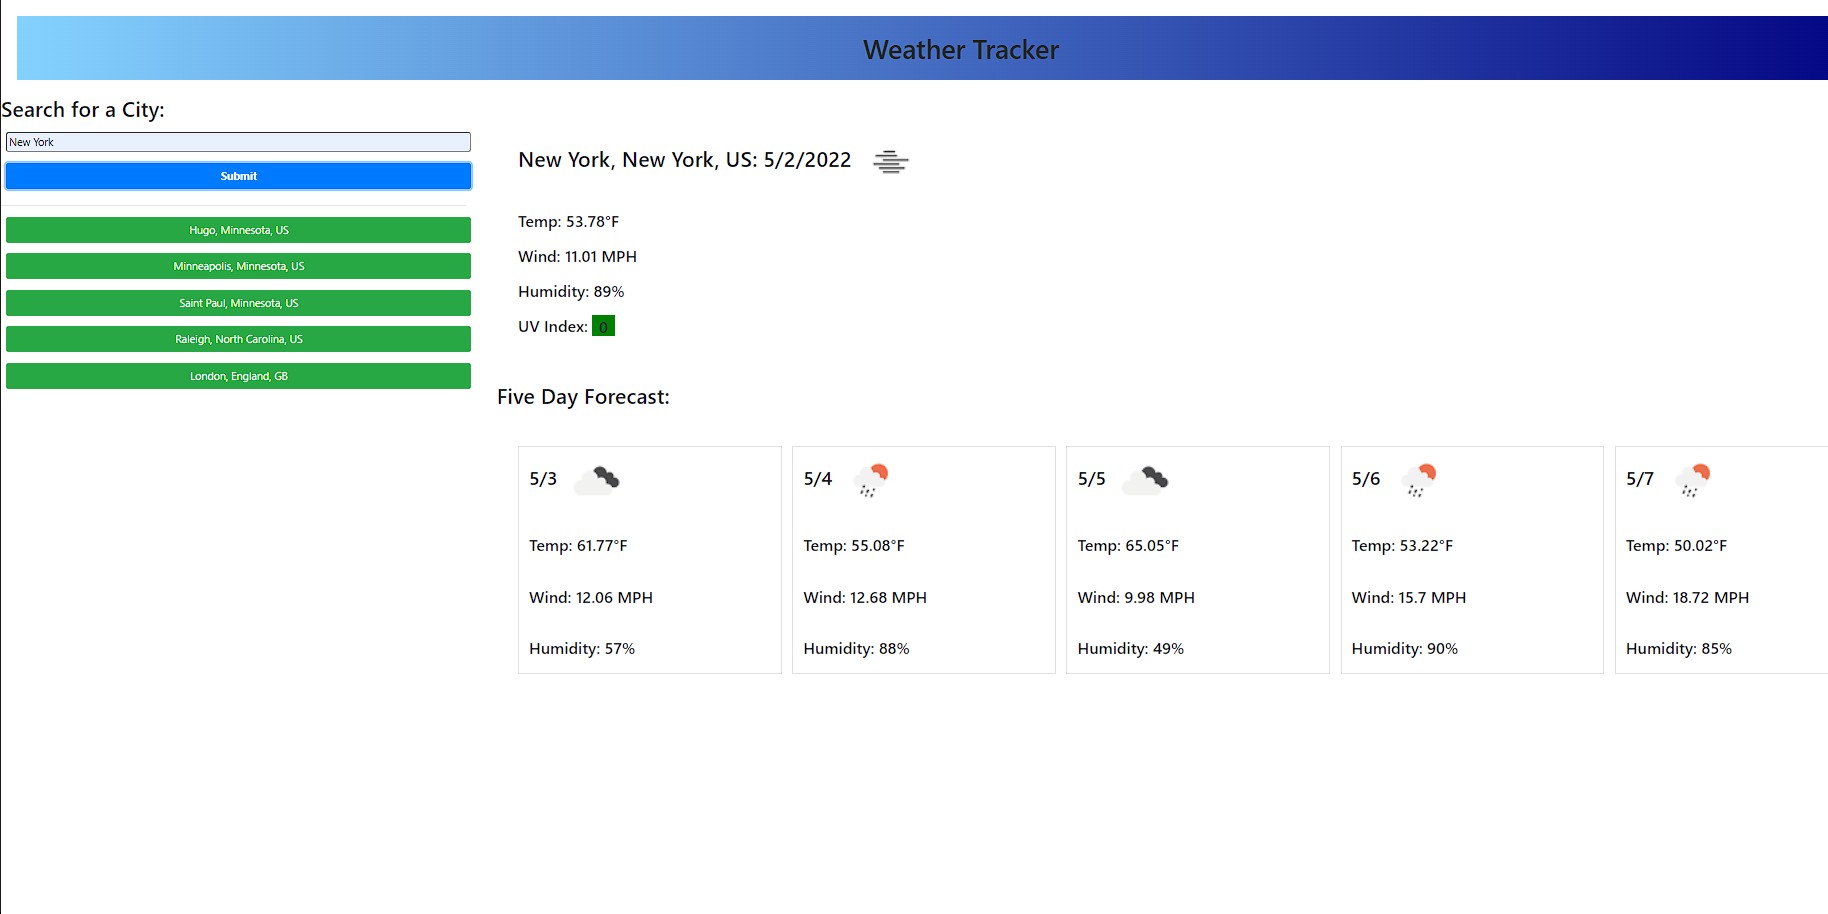 Weather Tracker
Search for a City:
New York
Submit
Hugo, Minnesota, US
Minneapolis, Minnesota, US
Saint Paul, Minnesota, US
Raleigh, North Carolina, US
London, England, GB
New York, New York, US: 5/2/2022
Temp: 53.78°F
Wind: 11.01 MPH
Humidity: 89%
UV Index: 0
Five Day Forecast:
5/3
Temp: 61.77°F
Wind: 12.06 MPH
Humidity: 57%
5/4
Temp: 55.08°F
Wind: 12.68 MPH
Humidity: 88%
5/5
Temp: 65.05°F
Wind: 9.98 MPH
Humidity: 49%
5/6
Temp: 53.22°F
Wind: 15.7 MPH
Humidity: 90%
5/7
Temp: 50.02°F
Wind: 18.72 MPH
Humidity: 85%